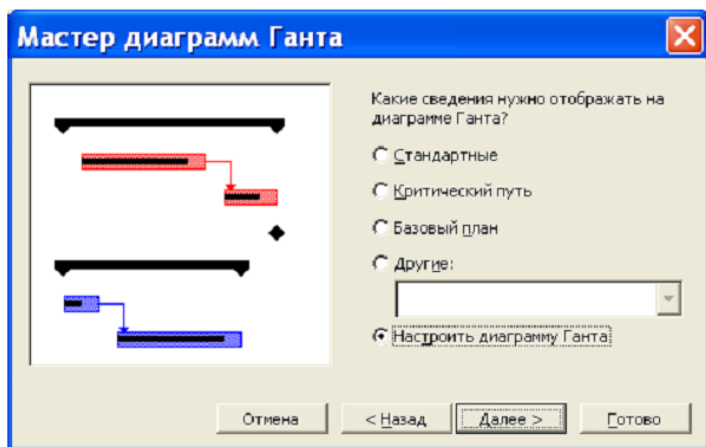 Мастер диаграмм Ганта
Какие сведения нужно отображать на
диаграмме Ганта?
Стандартные
Критический путь
Базовый план
Другие:
Настроить диаграмму Ганта
Отмена
< Назад
Далее >
Готово